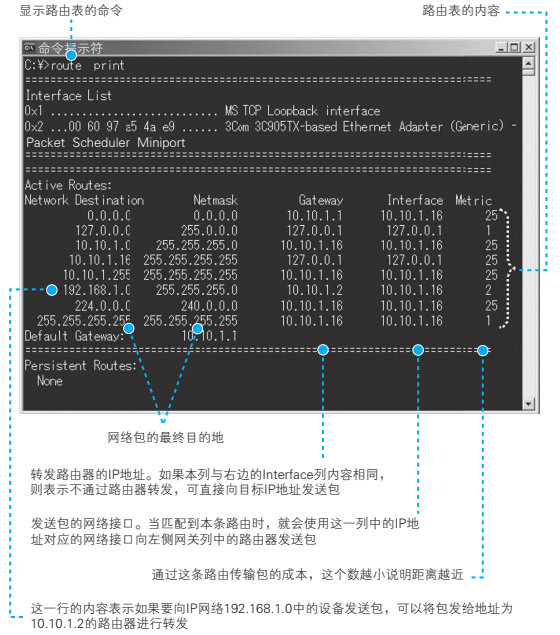 显示路由表的命令
路由表的内容
命令提示符
C:¥>route print
===========================================================================
Interface List
0x1 ........................... MS TCP Loopback interface
0x2 ...00 60 97 a5 4a e9 ...... 3Com 3C905TX-based Ethernet Adapter (Generic) -
Packet Scheduler Miniport
===========================================================================
===========================================================================
Active Routes:
Network Destination Netmask Gateway Interface Metric
0.0.0.0 0.0.0.0 10.10.1.1 10.10.1.16 25
127.0.0.0 255.0.0.0 127.0.0.1 127.0.0.1 1
10.10.1.0 255.255.255.0 10.10.1.16 10.10.1.16 25
10.10.1.16 255.255.255.255 127.0.0.1 127.0.0.1 25
10.10.1.255 255.255.255.255 10.10.1.16 10.10.1.16 25
192.168.1.0 255.255.255.0 10.10.1.2 10.10.1.16 2
224.0.0.0 240.0.0.0 10.10.1.16 10.10.1.16 25
255.255.255.255 255.255.255.255 10.10.1.16 10.10.1.16 1
Default Gateway: 10.10.1.1
===========================================================================
Persistent Routes:
None
网络包的最终目的地
转发路由器的IP地址。如果本列与右边的Interface列内容相同，
则表示不通过路由器转发，可直接向目标IP地址发送包
发送包的网络接口。当匹配到本条路由时，就会使用这一列中的IP地
址对应的网络接口向左侧网关列中的路由器发送包
通过这条路由传输包的成本，这个数越小说明距离越近
这一行的内容表示如果要向IP网络192.168.1.0中的设备发送包，可以将包发给地址为
10.10.1.2的路由器进行转发